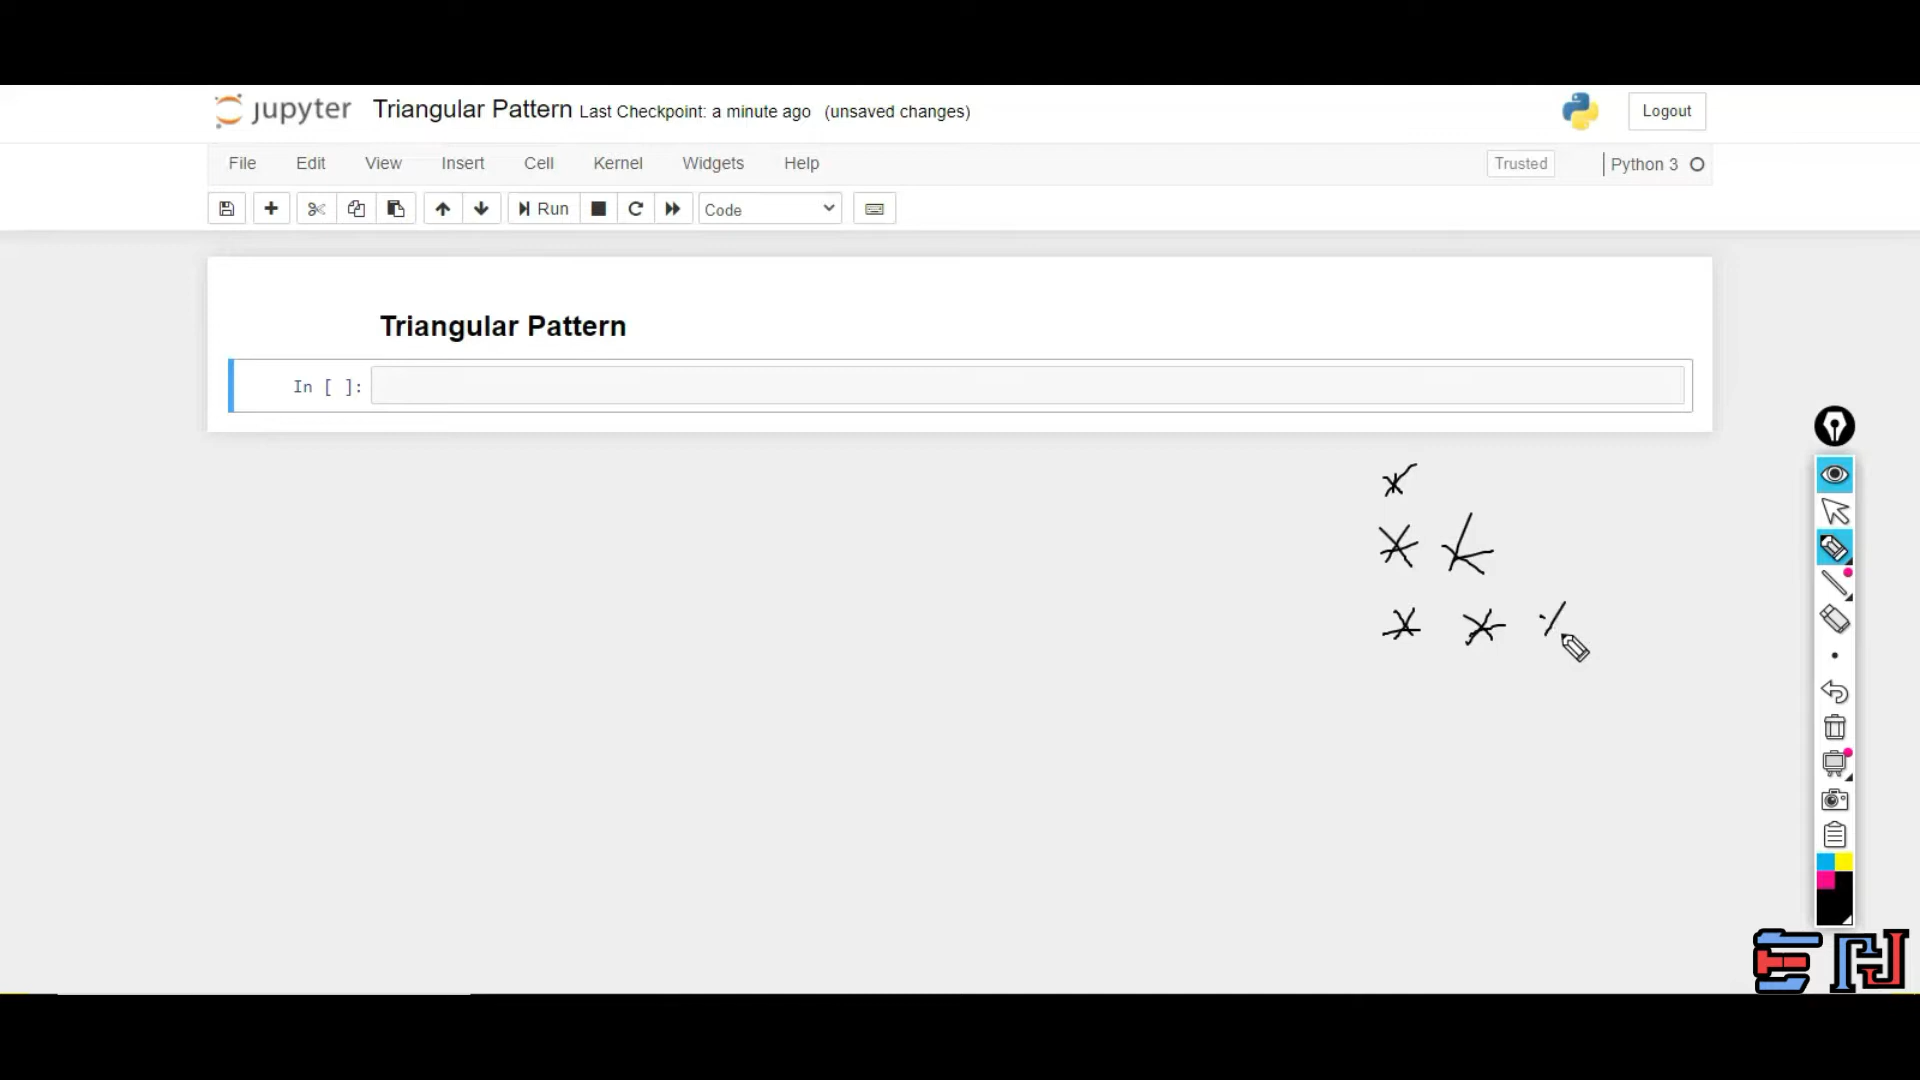 jupyter Triangular Pattern Last Checkpoint: a minute ago (unsaved changes) Logout
File Edit View Insert Cell Kernel Widgets Help Trusted Python 3
Run Code
Triangular Pattern
In [ ]:
*
* *
* * *